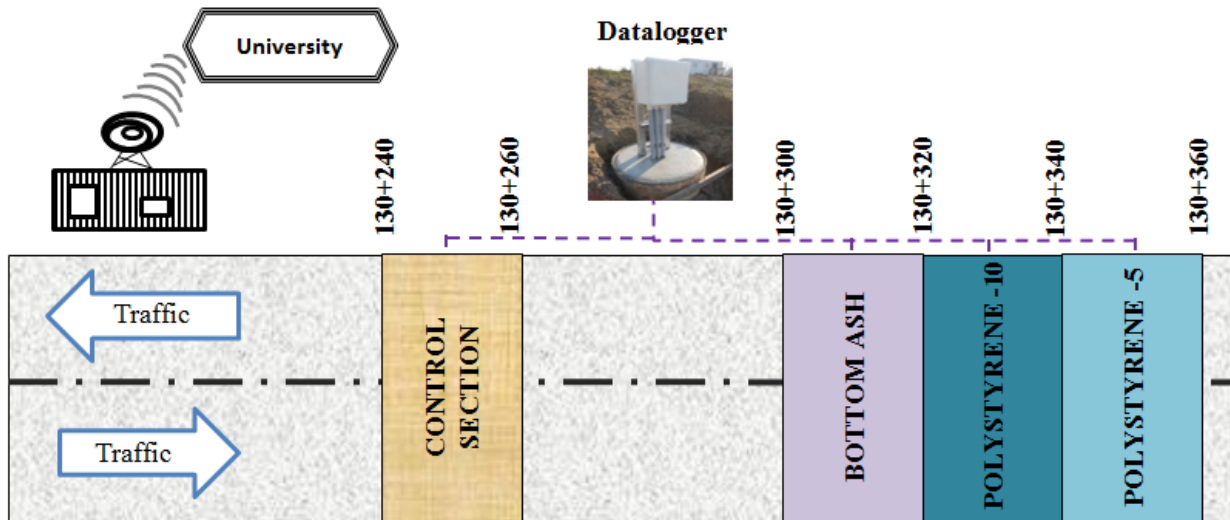 University
Datalogger
130+240
130+260
130+300
130+320
130+340
130+360
Traffic
Traffic
CONTROL
SECTION
BOTTOM ASH
POLYSTYRENE -10
POLYSTYRENE -5